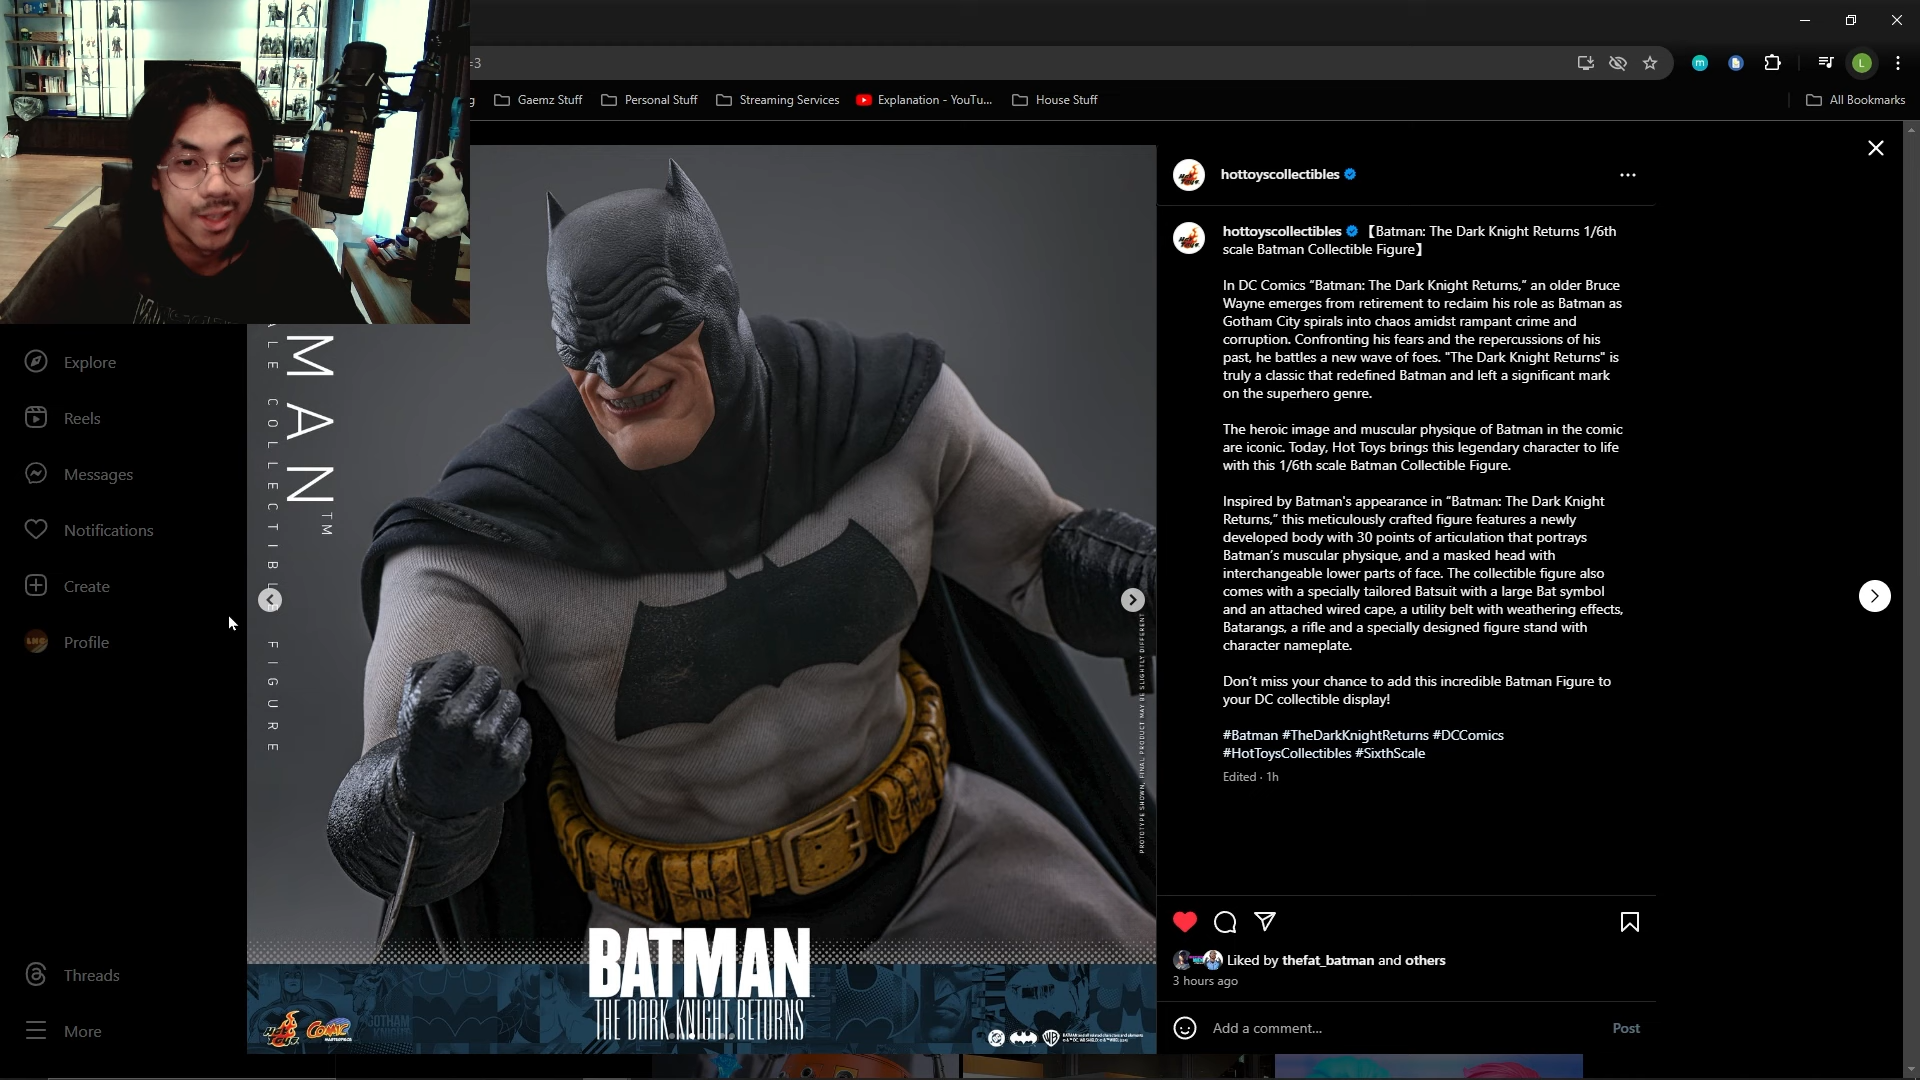 L
Gaemz Stuff
Personal Stuff
Streaming Services
Explanation - YouTu...
House Stuff
All Bookmarks
Explore
Reels
Messages
Notifications
Create
Profile
Threads
More
MAN™
ALE COLLECTIBLE FIGURE
PROTOTYPE SHOWN, FINAL PRODUCT MAY BE SLIGHTLY DIFFERENT
BATMAN
THE DARK KNIGHT RETURNS
hottoyscollectibles
hottoyscollectibles 【Batman: The Dark Knight Returns 1/6th
scale Batman Collectible Figure】
In DC Comics “Batman: The Dark Knight Returns,” an older Bruce
Wayne emerges from retirement to reclaim his role as Batman as
Gotham City spirals into chaos amidst rampant crime and
corruption. Confronting his fears and the repercussions of his
past, he battles a new wave of foes. "The Dark Knight Returns" is
truly a classic that redefined Batman and left a significant mark
on the superhero genre.
The heroic image and muscular physique of Batman in the comic
are iconic. Today, Hot Toys brings this legendary character to life
with this 1/6th scale Batman Collectible Figure.
Inspired by Batman's appearance in “Batman: The Dark Knight
Returns,” this meticulously crafted figure features a newly
developed body with 30 points of articulation that portrays
Batman’s muscular physique, and a masked head with
interchangeable lower parts of face. The collectible figure also
comes with a specially tailored Batsuit with a large Bat symbol
and an attached wired cape, a utility belt with weathering effects,
Batarangs, a rifle and a specially designed figure stand with
character nameplate.
Don’t miss your chance to add this incredible Batman Figure to
your DC collectible display!
#Batman #TheDarkKnightReturns #DCComics
#HotToysCollectibles #SixthScale
Edited · 1h
Liked by thefat_batman and others
3 hours ago
Add a comment...
Post